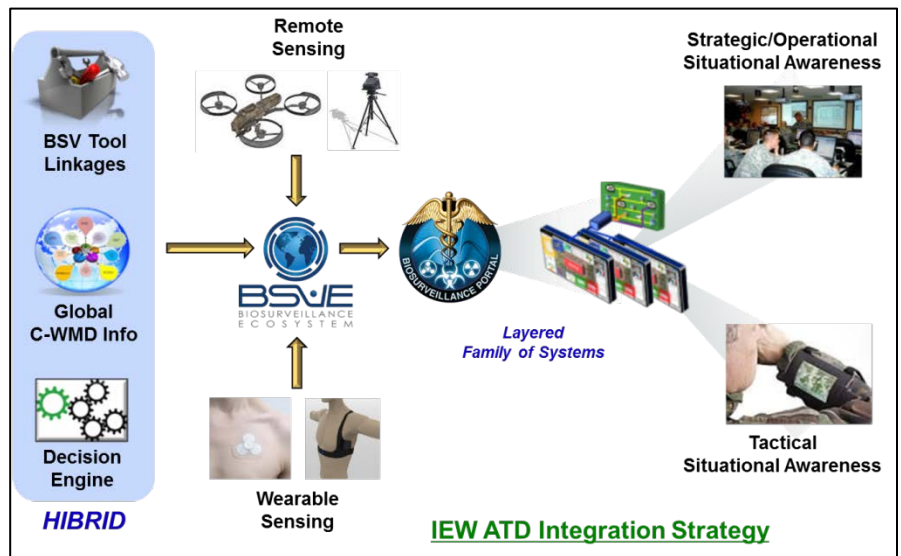 BSV Tool
Linkages
Global
C-WMD Info
Decision
Engine
HIBRID
Remote
Sensing
BSVE
BIOSURVEILLANCE
ECOSYSTEM
Wearable
Sensing
BIOSURVEILLANCE PORTAL
Layered
Family of Systems
Strategic/Operational
Situational Awareness
Tactical
Situational Awareness
IEW ATD Integration Strategy